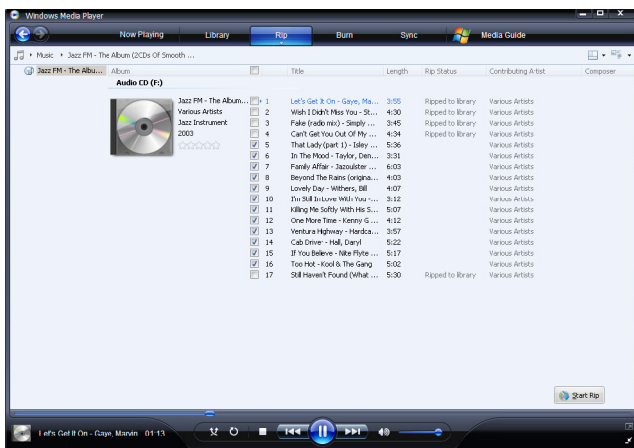 Windows Media Player
Now Playing Library Rip Burn Sync Media Guide
Music Jazz FM - The Album (2CDs Of Smooth ...
Jazz FM - The Albu... Album Title Length Rip Status Contributing Artist Composer
Audio CD (F:)
Jazz FM - The Album... 1 Let's Get It On - Gaye, Ma... 3:55 Ripped to library Various Artists
Various Artists 2 Wish I Didn't Miss You - St... 4:30 Ripped to library Various Artists
Jazz Instrument 3 Fake (radio mix) - Simply ... 3:45 Ripped to library Various Artists
2003 4 Can't Get You Out Of My ... 4:34 Ripped to library Various Artists
5 That Lady (part 1) - Isley ... 5:36 Various Artists
6 In The Mood - Taylor, Den... 3:31 Various Artists
7 Family Affair - Jazoulster ... 6:03 Various Artists
8 Beyond The Rains (origina... 4:03 Various Artists
9 Lovely Day - Withers, Bill 4:07 Various Artists
10 I'm Still In Love With You -... 3:12 Various Artists
11 Killing Me Softly With His S... 5:07 Various Artists
12 One More Time - Kenny G ... 4:12 Various Artists
13 Ventura Highway - Hardca... 3:57 Various Artists
14 Cab Driver - Hall, Daryl 5:22 Various Artists
15 If You Believe - Nite Flyte ... 5:17 Various Artists
16 Too Hot - Kool & The Gang 5:02 Various Artists
17 Still Haven't Found (What ... 5:30 Ripped to library Various Artists
Start Rip
Let's Get It On - Gaye, Marvin 01:13